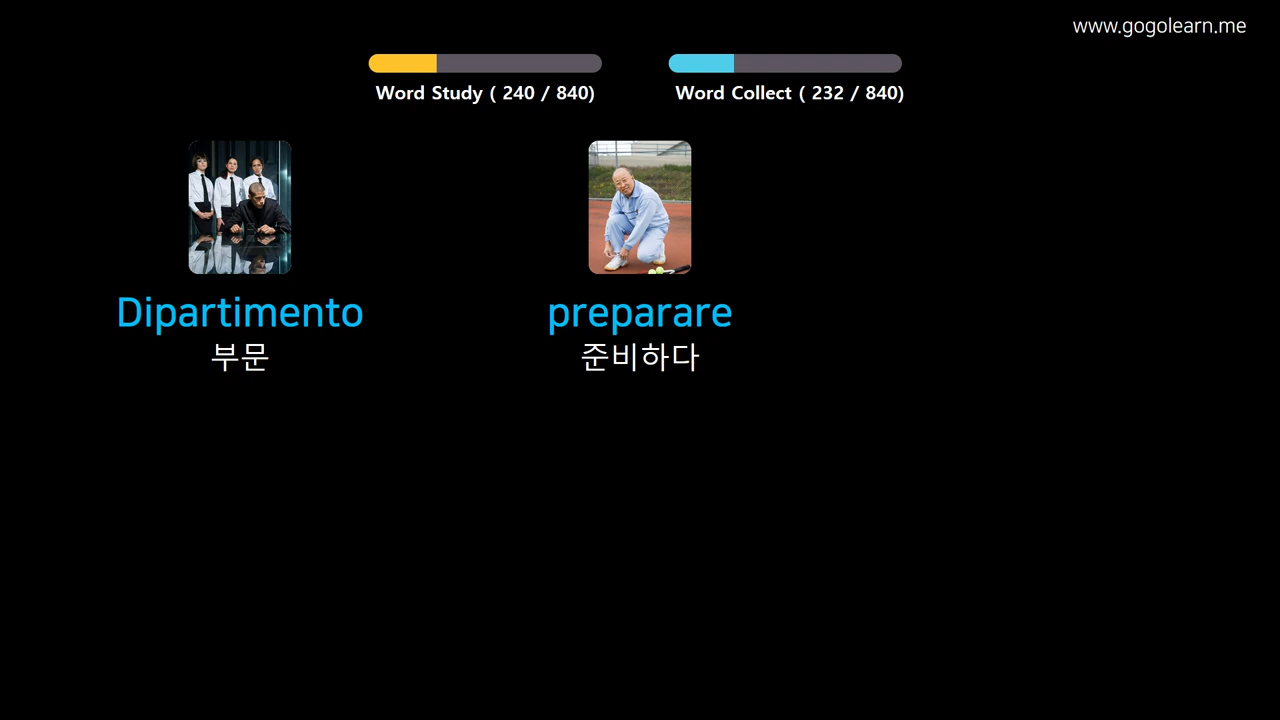 www.gogolearn.me
Word Study ( 240 / 840)
Word Collect ( 232 / 840)
Dipartimento
부문
preparare
준비하다